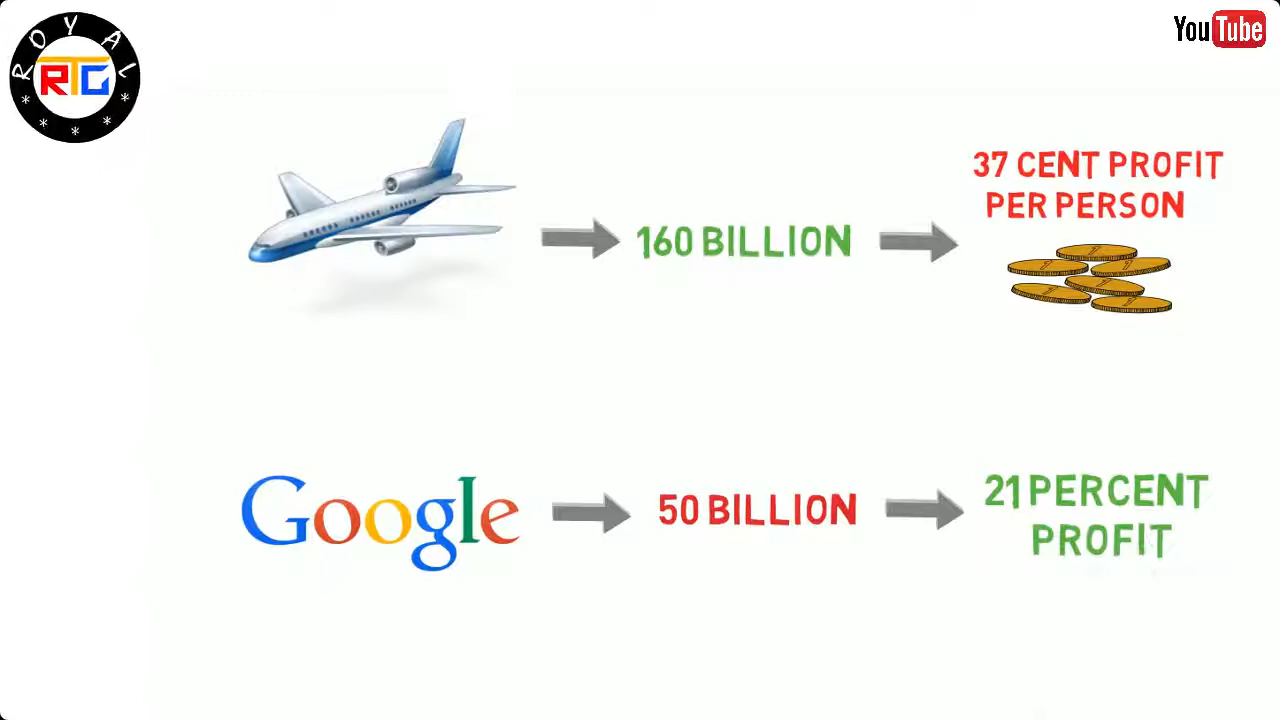 ROYAL
RTG
YouTube
37 CENT PROFIT
PER PERSON
160 BILLION
Google
50 BILLION
21 PERCENT
PROFIT